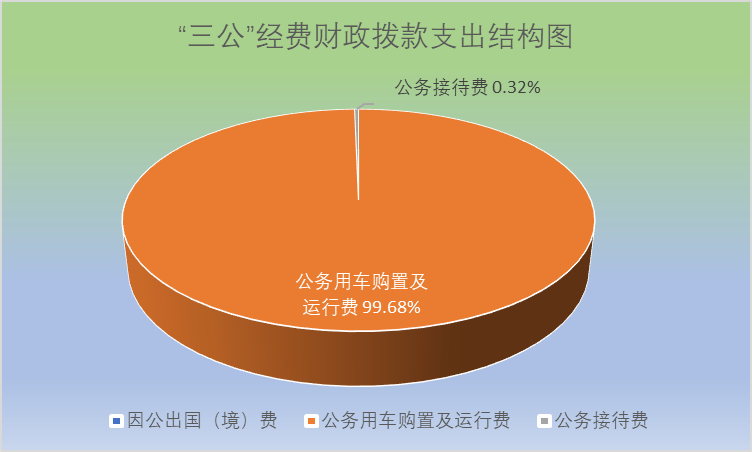 “三公”经费财政拨款支出结构图
公务接待费 0.32%
公务用车购置及
运行费 99.68%
因公出国（境）费
公务用车购置及运行费
公务接待费